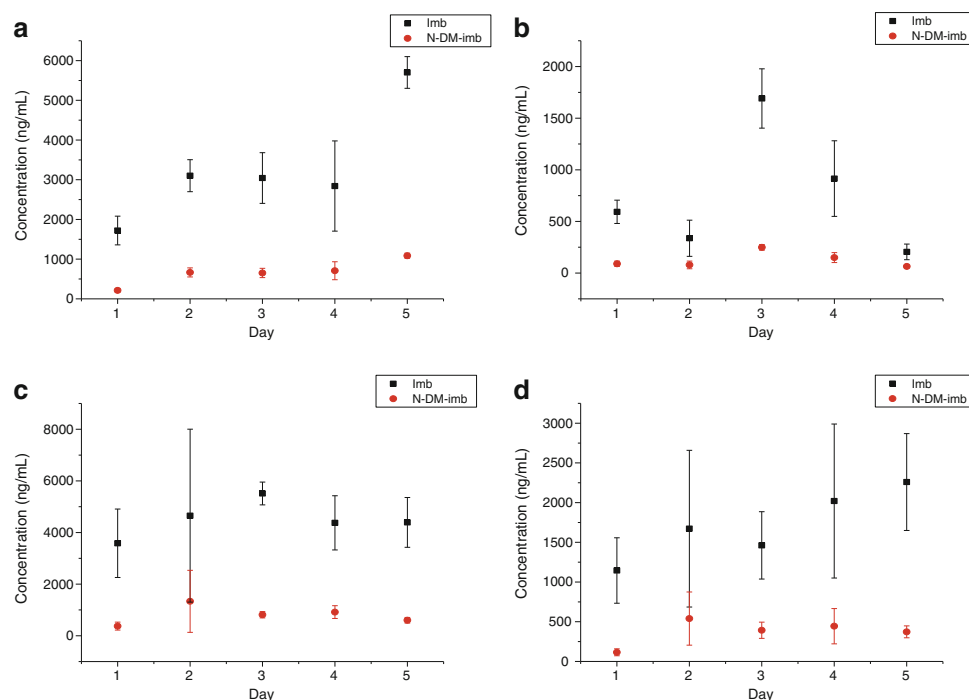 a
Imb
N-DM-imb
Concentration (ng/mL)
6000
5000
4000
3000
2000
1000
0
1 2 3 4 5
Day
b
Imb
N-DM-imb
Concentration (ng/mL)
2000
1500
1000
500
0
1 2 3 4 5
Day
c
Imb
N-DM-imb
Concentration (ng/mL)
8000
6000
4000
2000
0
1 2 3 4 5
Day
d
Imb
N-DM-imb
Concentration (ng/mL)
3000
2500
2000
1500
1000
500
0
1 2 3 4 5
Day